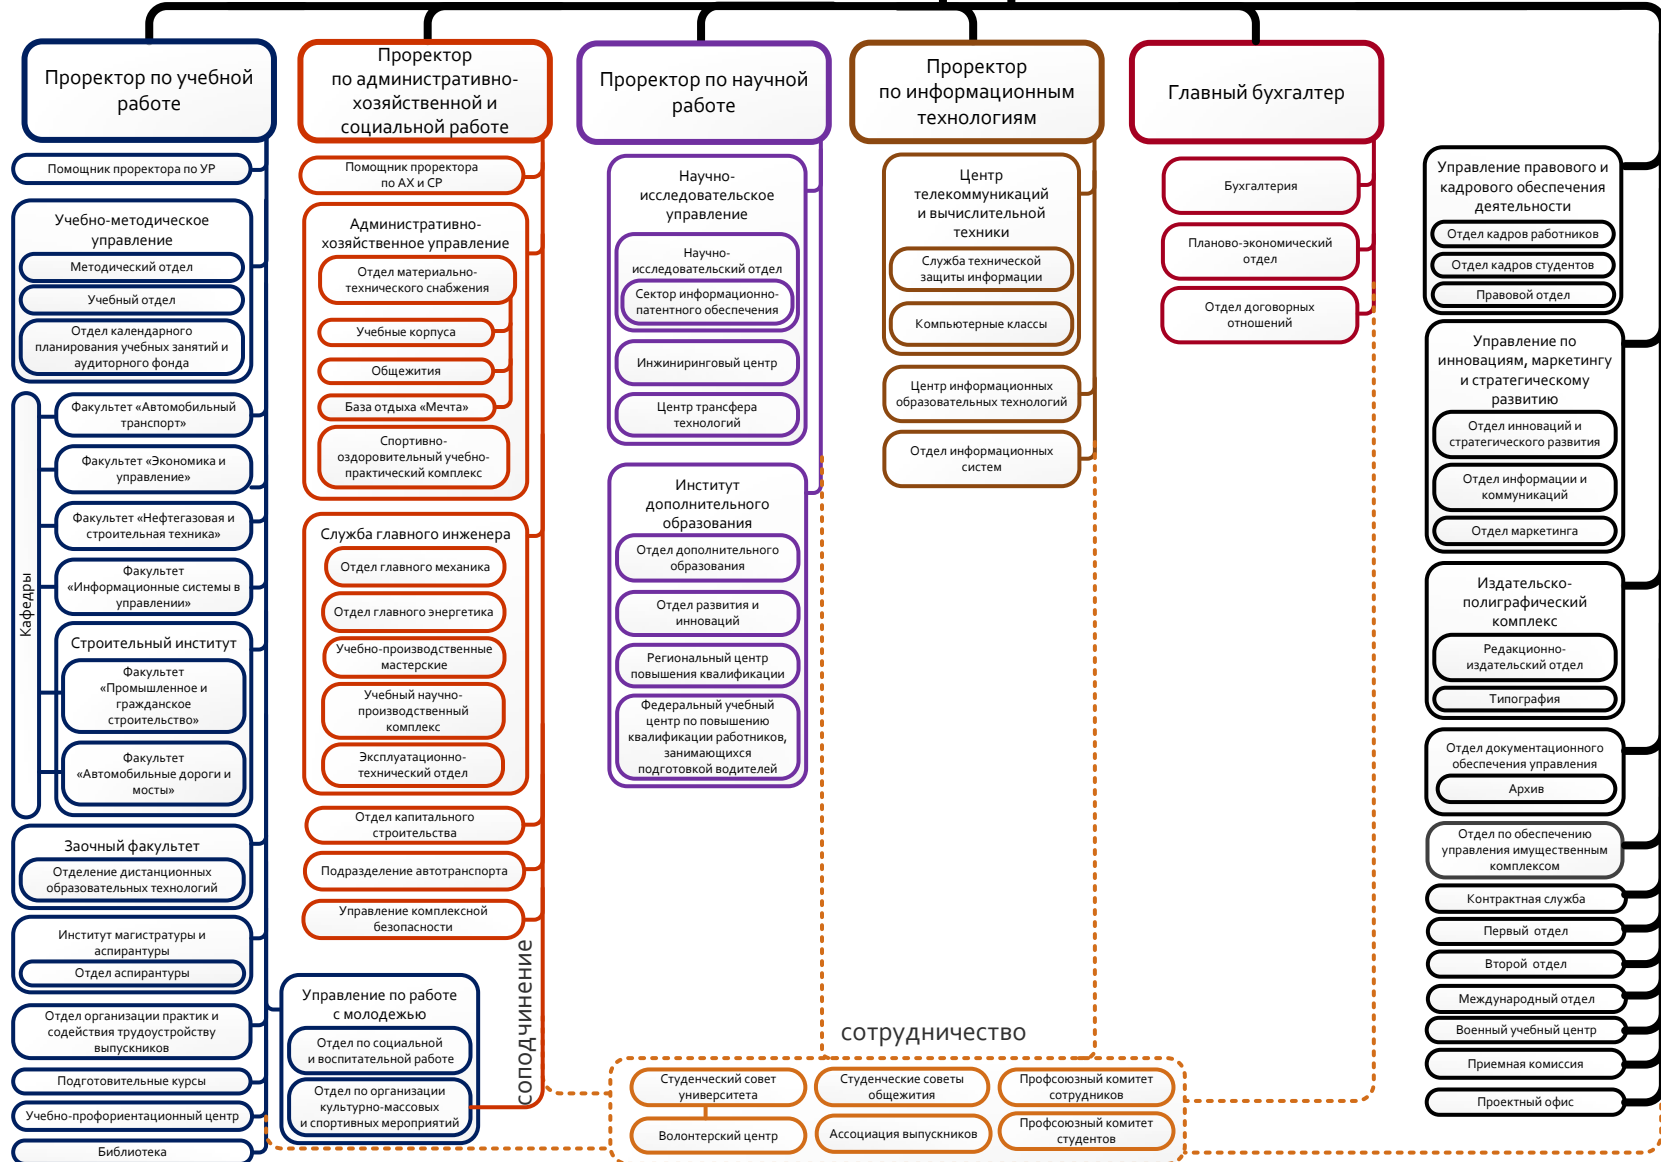 Проректор по учебной
работе
Помощник проректора по УР
Учебно-методическое
управление
Методический отдел
Учебный отдел
Отдел календарного
планирования учебных занятий и
аудиторного фонда
Кафедры
Факультет «Автомобильный
транспорт»
Факультет «Экономика и
управление»
Факультет «Нефтегазовая и
строительная техника»
Факультет
«Информационные системы в
управлении»
Строительный институт
Факультет
«Промышленное и
гражданское
строительство»
Факультет
«Автомобильные дороги и
мосты»
Заочный факультет
Отделение дистанционных
образовательных технологий
Институт магистратуры и
аспирантуры
Отдел аспирантуры
Отдел организации практик и
содействия трудоустройству
выпускников
Подготовительные курсы
Учебно-профориентационный центр
Библиотека
Управление по работе
с молодежью
Отдел по социальной
и воспитательной работе
Отдел по организации
культурно-массовых
и спортивных мероприятий
Проректор
по административно-
хозяйственной и
социальной работе
Помощник проректора
по АХ и СР
Административно-
хозяйственное управление
Отдел материально-
технического снабжения
Учебные корпуса
Общежития
База отдыха «Мечта»
Спортивно-
оздоровительный учебно-
практический комплекс
Служба главного инженера
Отдел главного механика
Отдел главного энергетика
Учебно-производственные
мастерские
Учебный научно-
производственный
комплекс
Эксплуатационно-
технический отдел
Отдел капитального
строительства
Подразделение автотранспорта
Управление комплексной
безопасности
соподчинение
Проректор по научной
работе
Научно-
исследовательское
управление
Научно-
исследовательский отдел
Сектор информационно-
патентного обеспечения
Инжиниринговый центр
Центр трансфера
технологий
Институт
дополнительного
образования
Отдел дополнительного
образования
Отдел развития и
инноваций
Региональный центр
повышения квалификации
Федеральный учебный
центр по повышению
квалификации работников,
занимающихся
подготовкой водителей
Проректор
по информационным
технологиям
Центр
телекоммуникаций
и вычислительной
техники
Служба технической
защиты информации
Компьютерные классы
Центр информационных
образовательных технологий
Отдел информационных
систем
Главный бухгалтер
Бухгалтерия
Планово-экономический
отдел
Отдел договорных
отношений
сотрудничество
Студенческий совет
университета
Студенческие советы
общежития
Профсоюзный комитет
сотрудников
Волонтерский центр
Ассоциация выпускников
Профсоюзный комитет
студентов
Управление правового и
кадрового обеспечения
деятельности
Отдел кадров работников
Отдел кадров студентов
Правовой отдел
Управление по
инновациям, маркетингу
и стратегическому
развитию
Отдел инноваций и
стратегического развития
Отдел информации и
коммуникаций
Отдел маркетинга
Издательско-
полиграфический
комплекс
Редакционно-
издательский отдел
Типография
Отдел документационного
обеспечения управления
Архив
Отдел по обеспечению
управления имущественным
комплексом
Контрактная служба
Первый отдел
Второй отдел
Международный отдел
Военный учебный центр
Приемная комиссия
Проектный офис